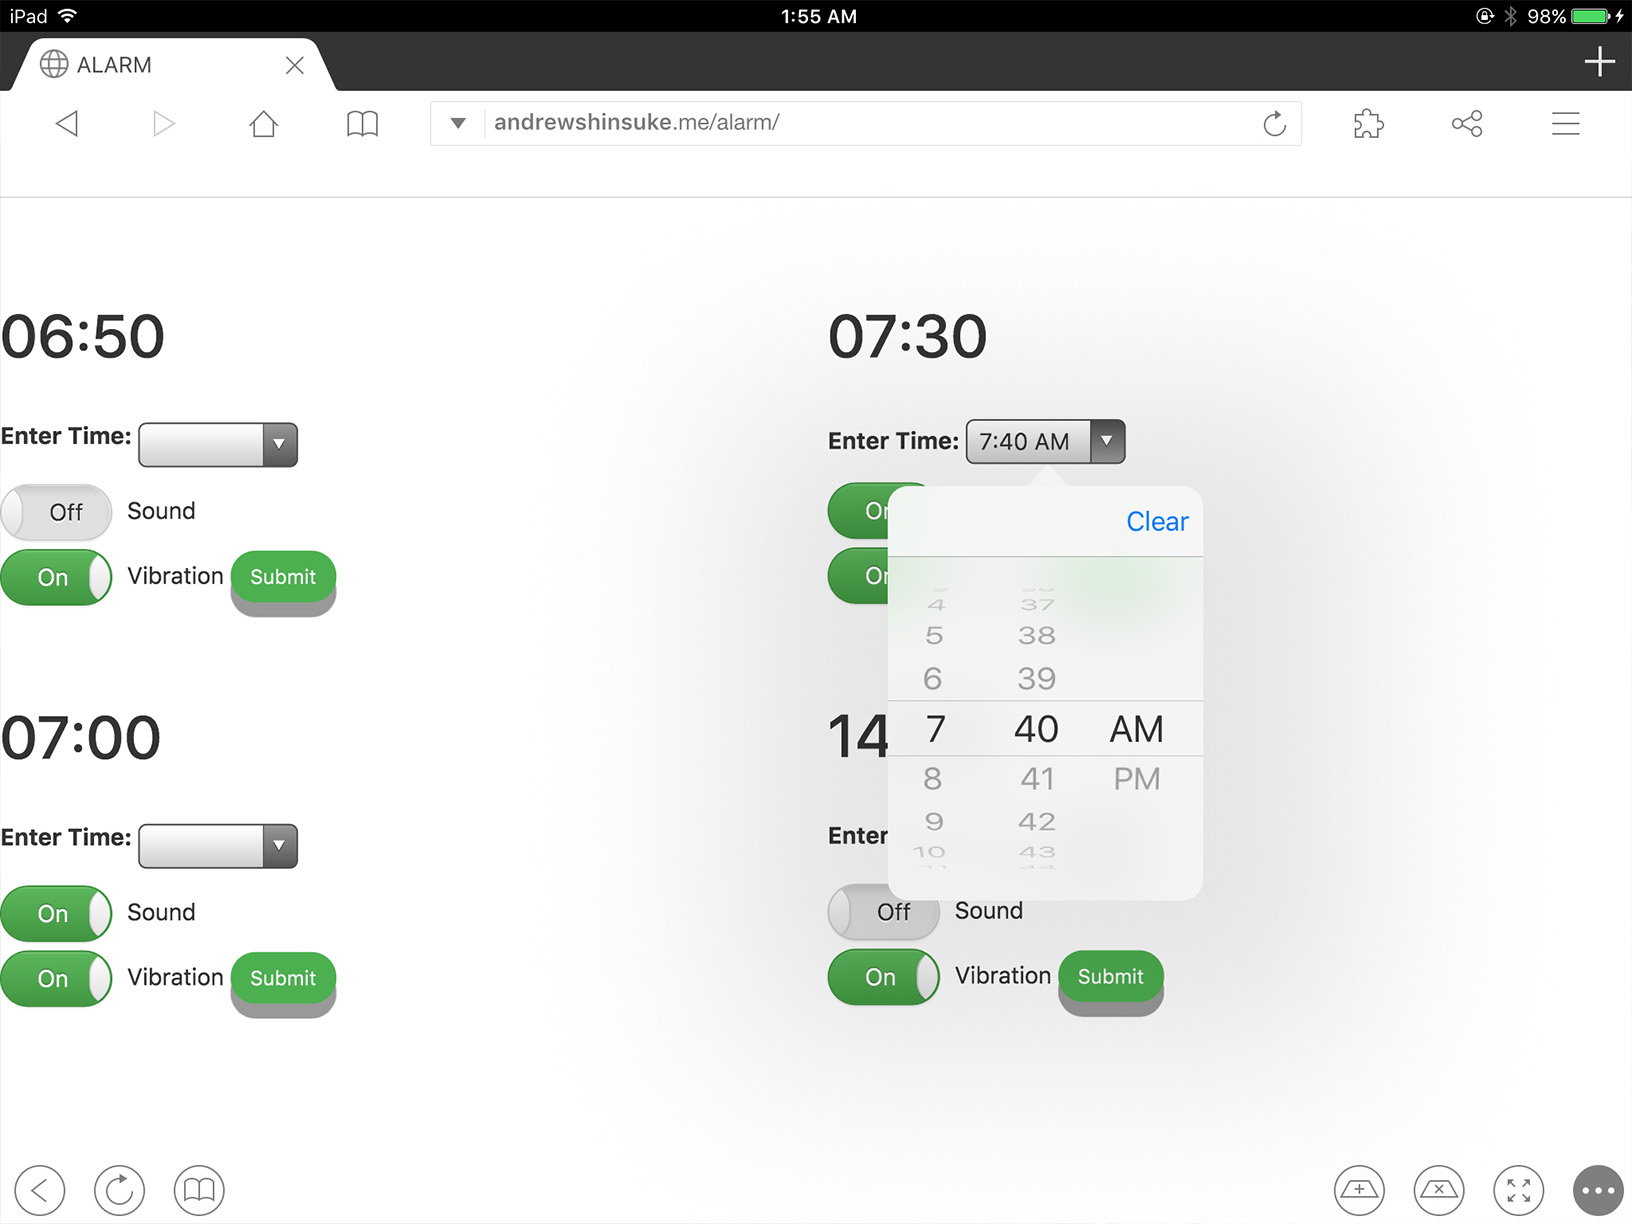 iPad 1:55 AM 98%
ALARM
andrewshinsuke.me/alarm/
06:50
Enter Time:
Off Sound
On Vibration Submit
07:00
Enter Time:
On Sound
On Vibration Submit
07:30
Enter Time: 7:40 AM
On
On
Clear
4 37
5 38
6 39
7 40 AM
8 41 PM
9 42
10 43
11 44
14
Enter
Off Sound
On Vibration Submit